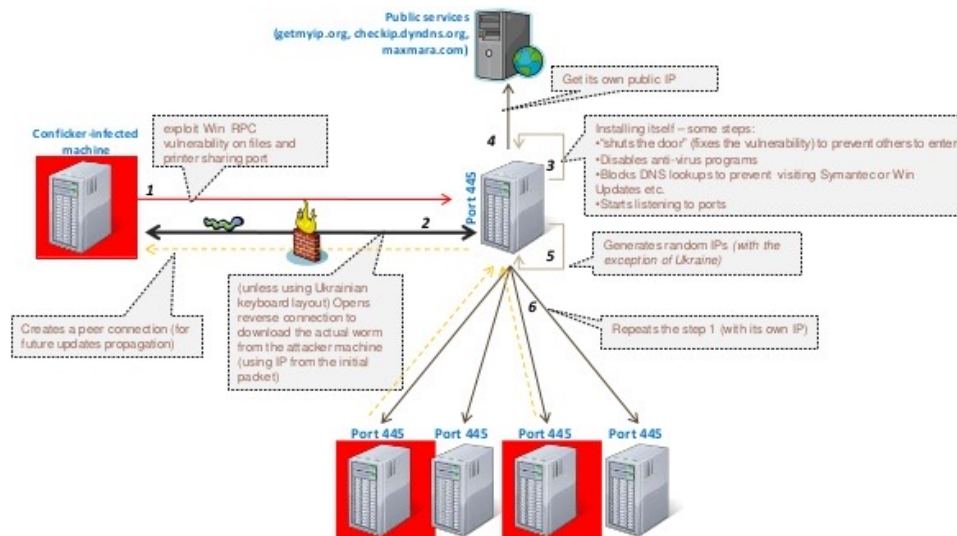 Public services
(getmyip.org, checkip.dyndns.org,
maxmara.com)
Get its own public IP
Conficker-infected
machine
exploit Win RPC
vulnerability on files and
printer sharing port
4
3
Installing itself – some steps:
•"shuts the door" (fixes the vulnerability) to prevent others to enter
•Disables anti-virus programs
•Blocks DNS lookups to prevent visiting Symantec or Win
Updates etc.
•Starts listening to ports
1
Port 445
2
5
Generates random IPs (with the
exception of Ukraine)
(unless using Ukrainian
keyboard layout) Opens
reverse connection to
download the actual worm
from the attacker machine
(using IP from the initial
packet)
Creates a peer connection (for
future updates propagation)
6
Repeats the step 1 (with its own IP)
Port 445
Port 445
Port 445
Port 445